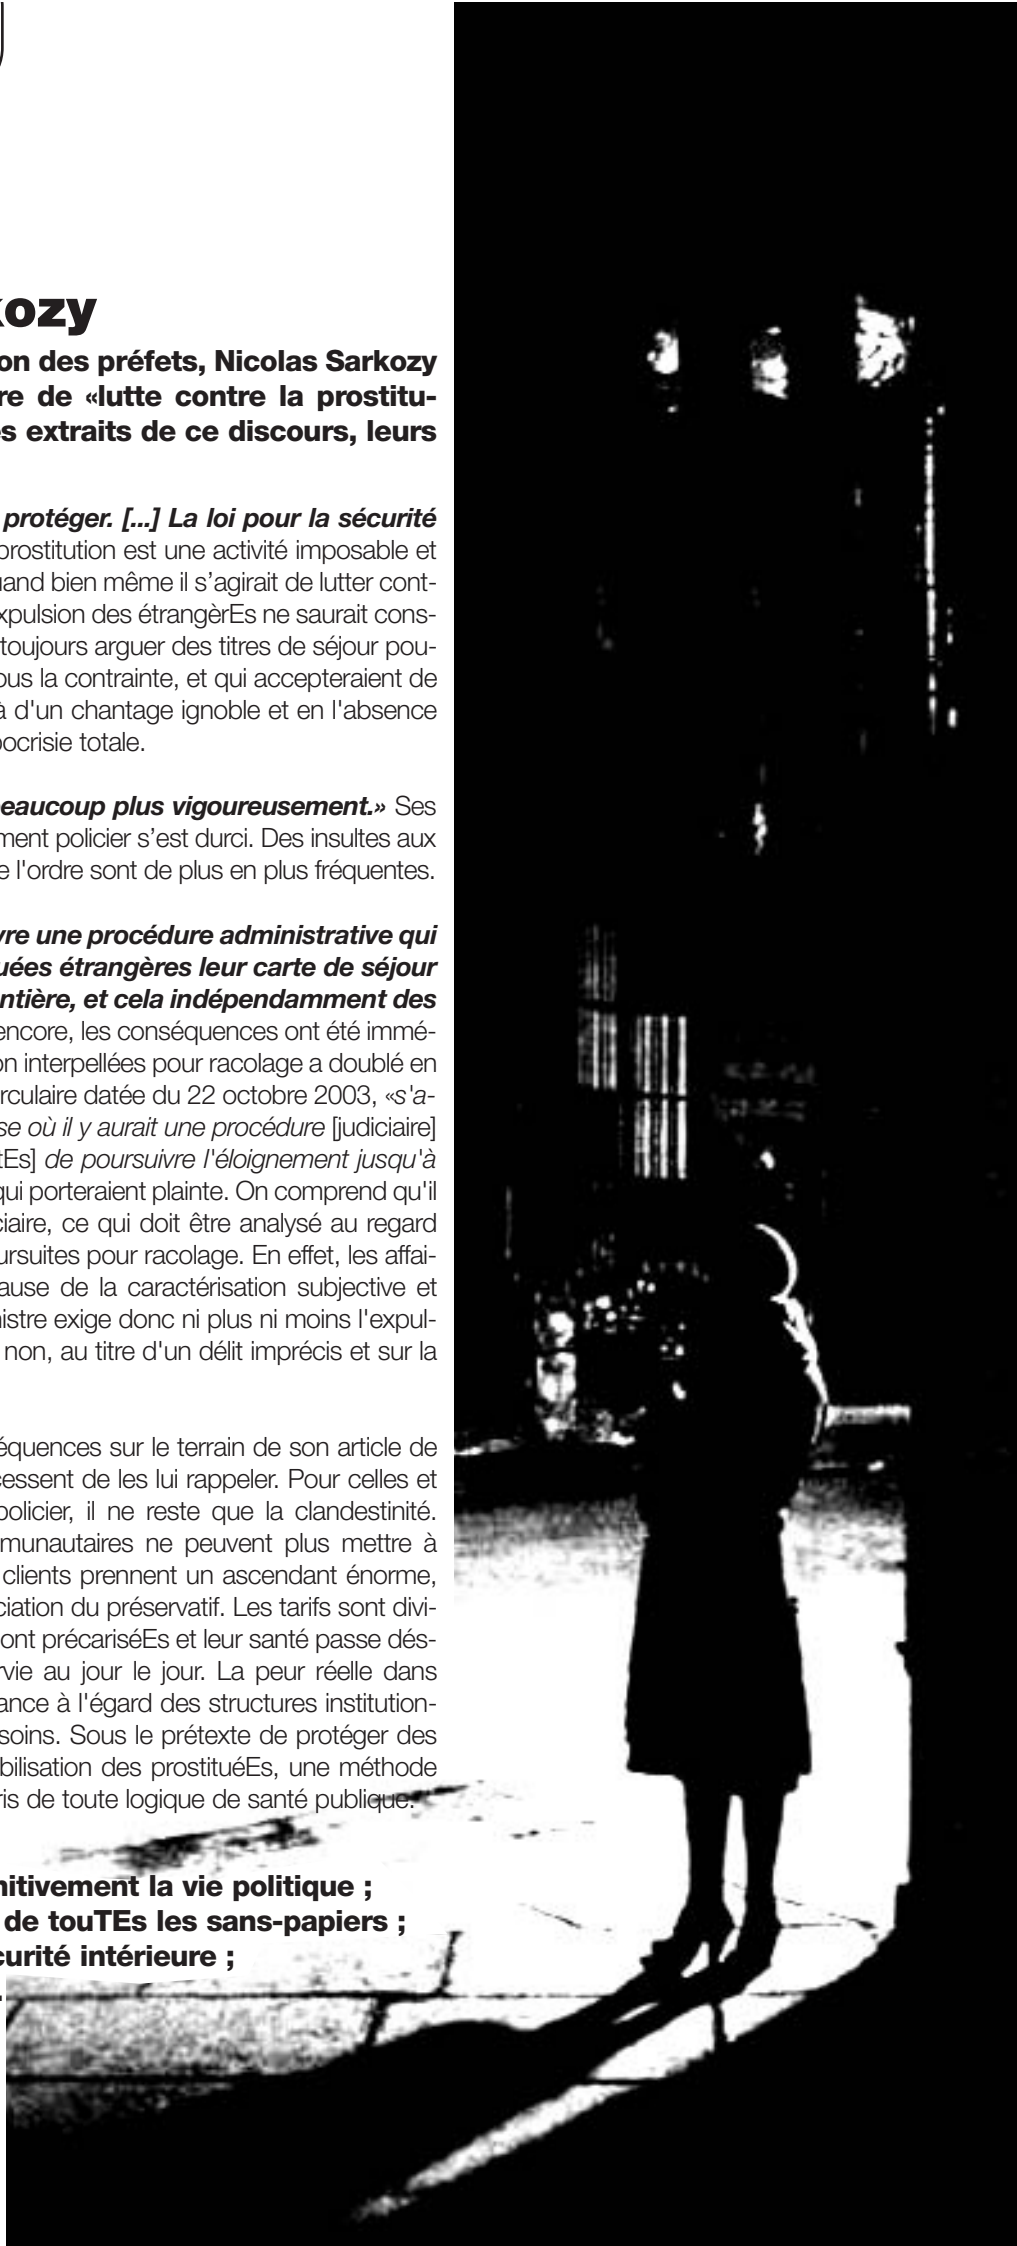 kozy
on des préfets, Nicolas Sarkozy
re de «lutte contre la prostitu-
es extraits de ce discours, leurs
protéger. [...] La loi pour la sécurité
prostitution est une activité imposable et
uand bien même il s’agirait de lutter cont-
xpulsion des étrangèrEs ne saurait cons-
toujours arguer des titres de séjour pou-
ous la contrainte, et qui accepteraient de
à d'un chantage ignoble et en l'absence
pocrisie totale.
beaucoup plus vigoureusement.» Ses
ment policier s’est durci. Des insultes aux
e l'ordre sont de plus en plus fréquentes.
vre une procédure administrative qui
uées étrangères leur carte de séjour
ntière, et cela indépendamment des
encore, les conséquences ont été immé-
on interpellées pour racolage a doublé en
rculaire datée du 22 octobre 2003, «s'a-
se où il y aurait une procédure [judiciaire]
tEs] de poursuivre l'éloignement jusqu'à
qui porteraient plainte. On comprend qu'il
ciaire, ce qui doit être analysé au regard
ursuites pour racolage. En effet, les affai-
ause de la caractérisation subjective et
nistre exige donc ni plus ni moins l'expul-
non, au titre d'un délit imprécis et sur la
équences sur le terrain de son article de
cessent de les lui rappeler. Pour celles et
policier, il ne reste que la clandestinité.
munautaires ne peuvent plus mettre à
clients prennent un ascendant énorme,
ciation du préservatif. Les tarifs sont divi-
ont précariséEs et leur santé passe dés-
rvie au jour le jour. La peur réelle dans
ance à l'égard des structures institution-
soins. Sous le prétexte de protéger des
bilisation des prostituéEs, une méthode
ris de toute logique de santé publique.
nitivement la vie politique ;
de touTEs les sans-papiers ;
curité intérieure ;
.